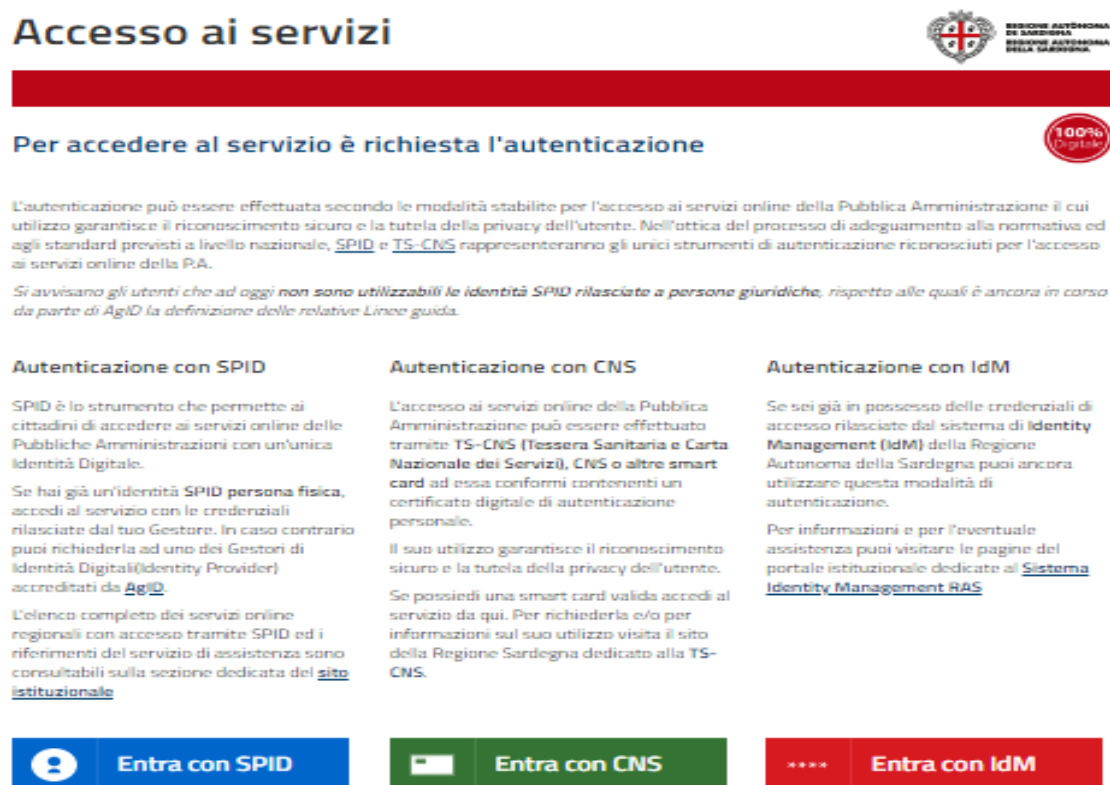 Accesso ai servizi
REGIONE AUTÒNOMA
DE SARDIGNA
REGIONE AUTONOMA
DELLA SARDEGNA
Per accedere al servizio è richiesta l'autenticazione
100%
Digitale
L'autenticazione può essere effettuata secondo le modalità stabilite per l'accesso ai servizi online della Pubblica Amministrazione il cui
utilizzo garantisce il riconoscimento sicuro e la tutela della privacy dell'utente. Nell'ottica del processo di adeguamento alla normativa ed
agli standard previsti a livello nazionale, SPID e TS-CNS rappresenteranno gli unici strumenti di autenticazione riconosciuti per l'accesso
ai servizi online della P.A.
Si avvisano gli utenti che ad oggi non sono utilizzabili le identità SPID rilasciate a persone giuridiche, rispetto alle quali è ancora in corso
da parte di AgID la definizione delle relative Linee guida.
Autenticazione con SPID
SPID è lo strumento che permette ai
cittadini di accedere ai servizi online delle
Pubbliche Amministrazioni con un'unica
Identità Digitale.
Se hai già un'identità SPID persona fisica,
accedi al servizio con le credenziali
rilasciate dal tuo Gestore. In caso contrario
puoi richiederla ad uno dei Gestori di
Identità Digitali(Identity Provider)
accreditati da AgID.
L'elenco completo dei servizi online
regionali con accesso tramite SPID ed i
riferimenti del servizio di assistenza sono
consultabili sulla sezione dedicata del sito
istituzionale
Entra con SPID
Autenticazione con CNS
L'accesso ai servizi online della Pubblica
Amministrazione può essere effettuato
tramite TS-CNS (Tessera Sanitaria e Carta
Nazionale dei Servizi), CNS o altre smart
card ad essa conformi contenenti un
certificato digitale di autenticazione
personale.
Il suo utilizzo garantisce il riconoscimento
sicuro e la tutela della privacy dell'utente.
Se possiedi una smart card valida accedi al
servizio da qui. Per richiederla e/o per
informazioni sul suo utilizzo visita il sito
della Regione Sardegna dedicato alla TS-
CNS.
Entra con CNS
Autenticazione con IdM
Se sei già in possesso delle credenziali di
accesso rilasciate dal sistema di Identity
Management (IdM) della Regione
Autonoma della Sardegna puoi ancora
utilizzare questa modalità di
autenticazione.
Per informazioni e per l'eventuale
assistenza puoi visitare le pagine del
portale istituzionale dedicate al Sistema
Identity Management RAS
**** Entra con IdM